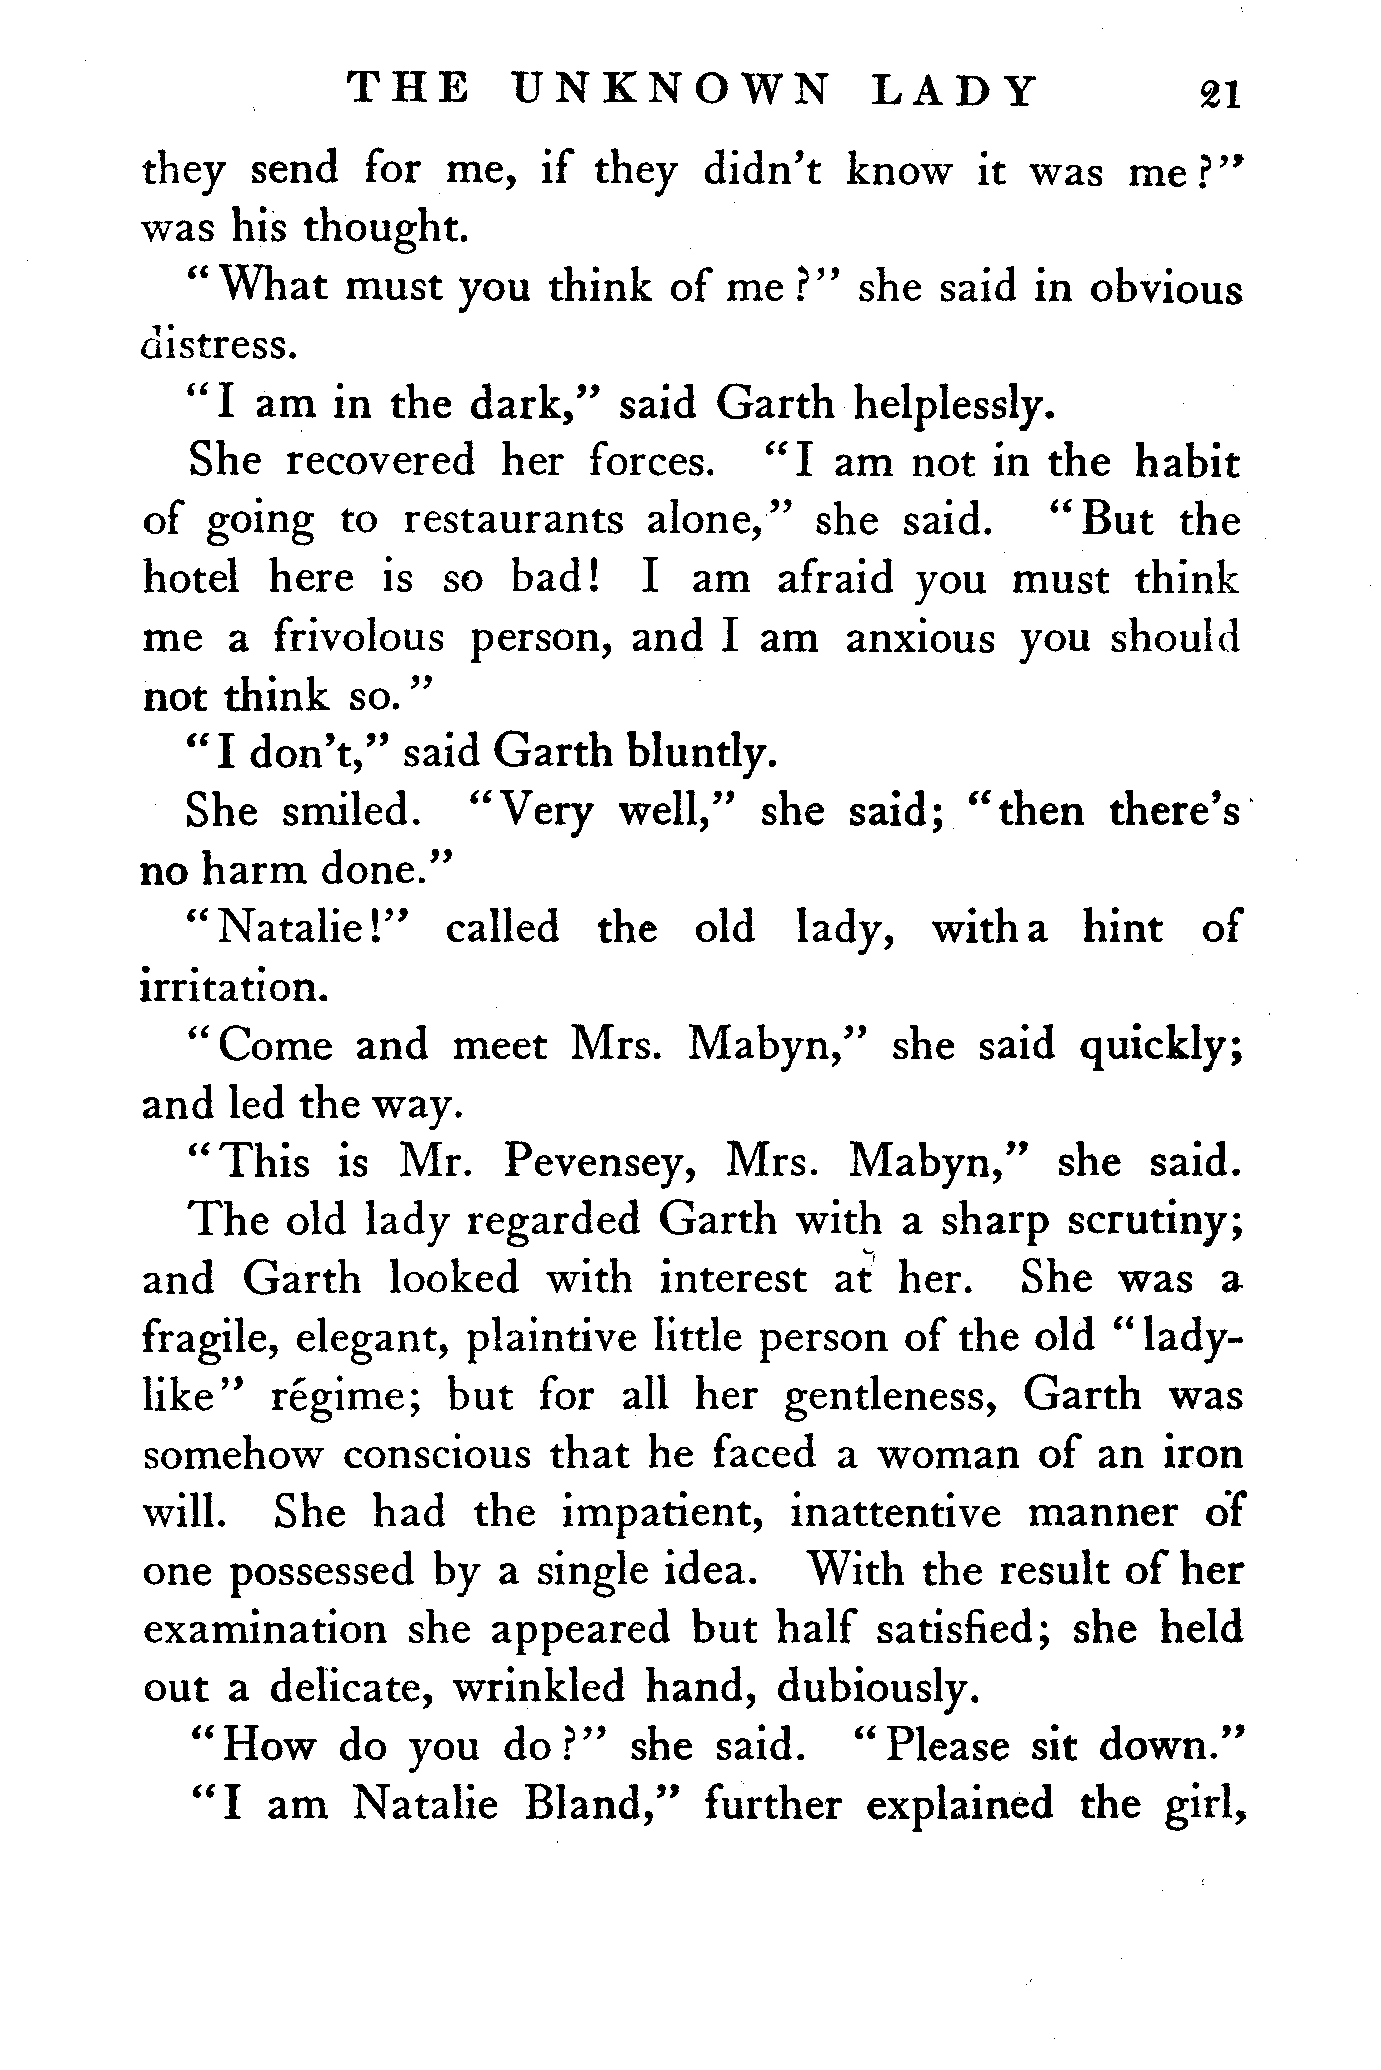 THE UNKNOWN LADY 21
they send for me, if they didn't know it was me?"
was his thought.
"What must you think of me?" she said in obvious
distress.
"I am in the dark," said Garth helplessly.
She recovered her forces. "I am not in the habit
of going to restaurants alone," she said. "But the
hotel here is so bad! I am afraid you must think
me a frivolous person, and I am anxious you should
not think so."
"I don't," said Garth bluntly.
She smiled. "Very well," she said; "then there's
no harm done."
"Natalie!" called the old lady, with a hint of
irritation.
"Come and meet Mrs. Mabyn," she said quickly;
and led the way.
"This is Mr. Pevensey, Mrs. Mabyn," she said.
The old lady regarded Garth with a sharp scrutiny;
and Garth looked with interest at her. She was a
fragile, elegant, plaintive little person of the old "lady-
like" régime; but for all her gentleness, Garth was
somehow conscious that he faced a woman of an iron
will. She had the impatient, inattentive manner of
one possessed by a single idea. With the result of her
examination she appeared but half satisfied; she held
out a delicate, wrinkled hand, dubiously.
"How do you do?" she said. "Please sit down."
"I am Natalie Bland," further explained the girl,